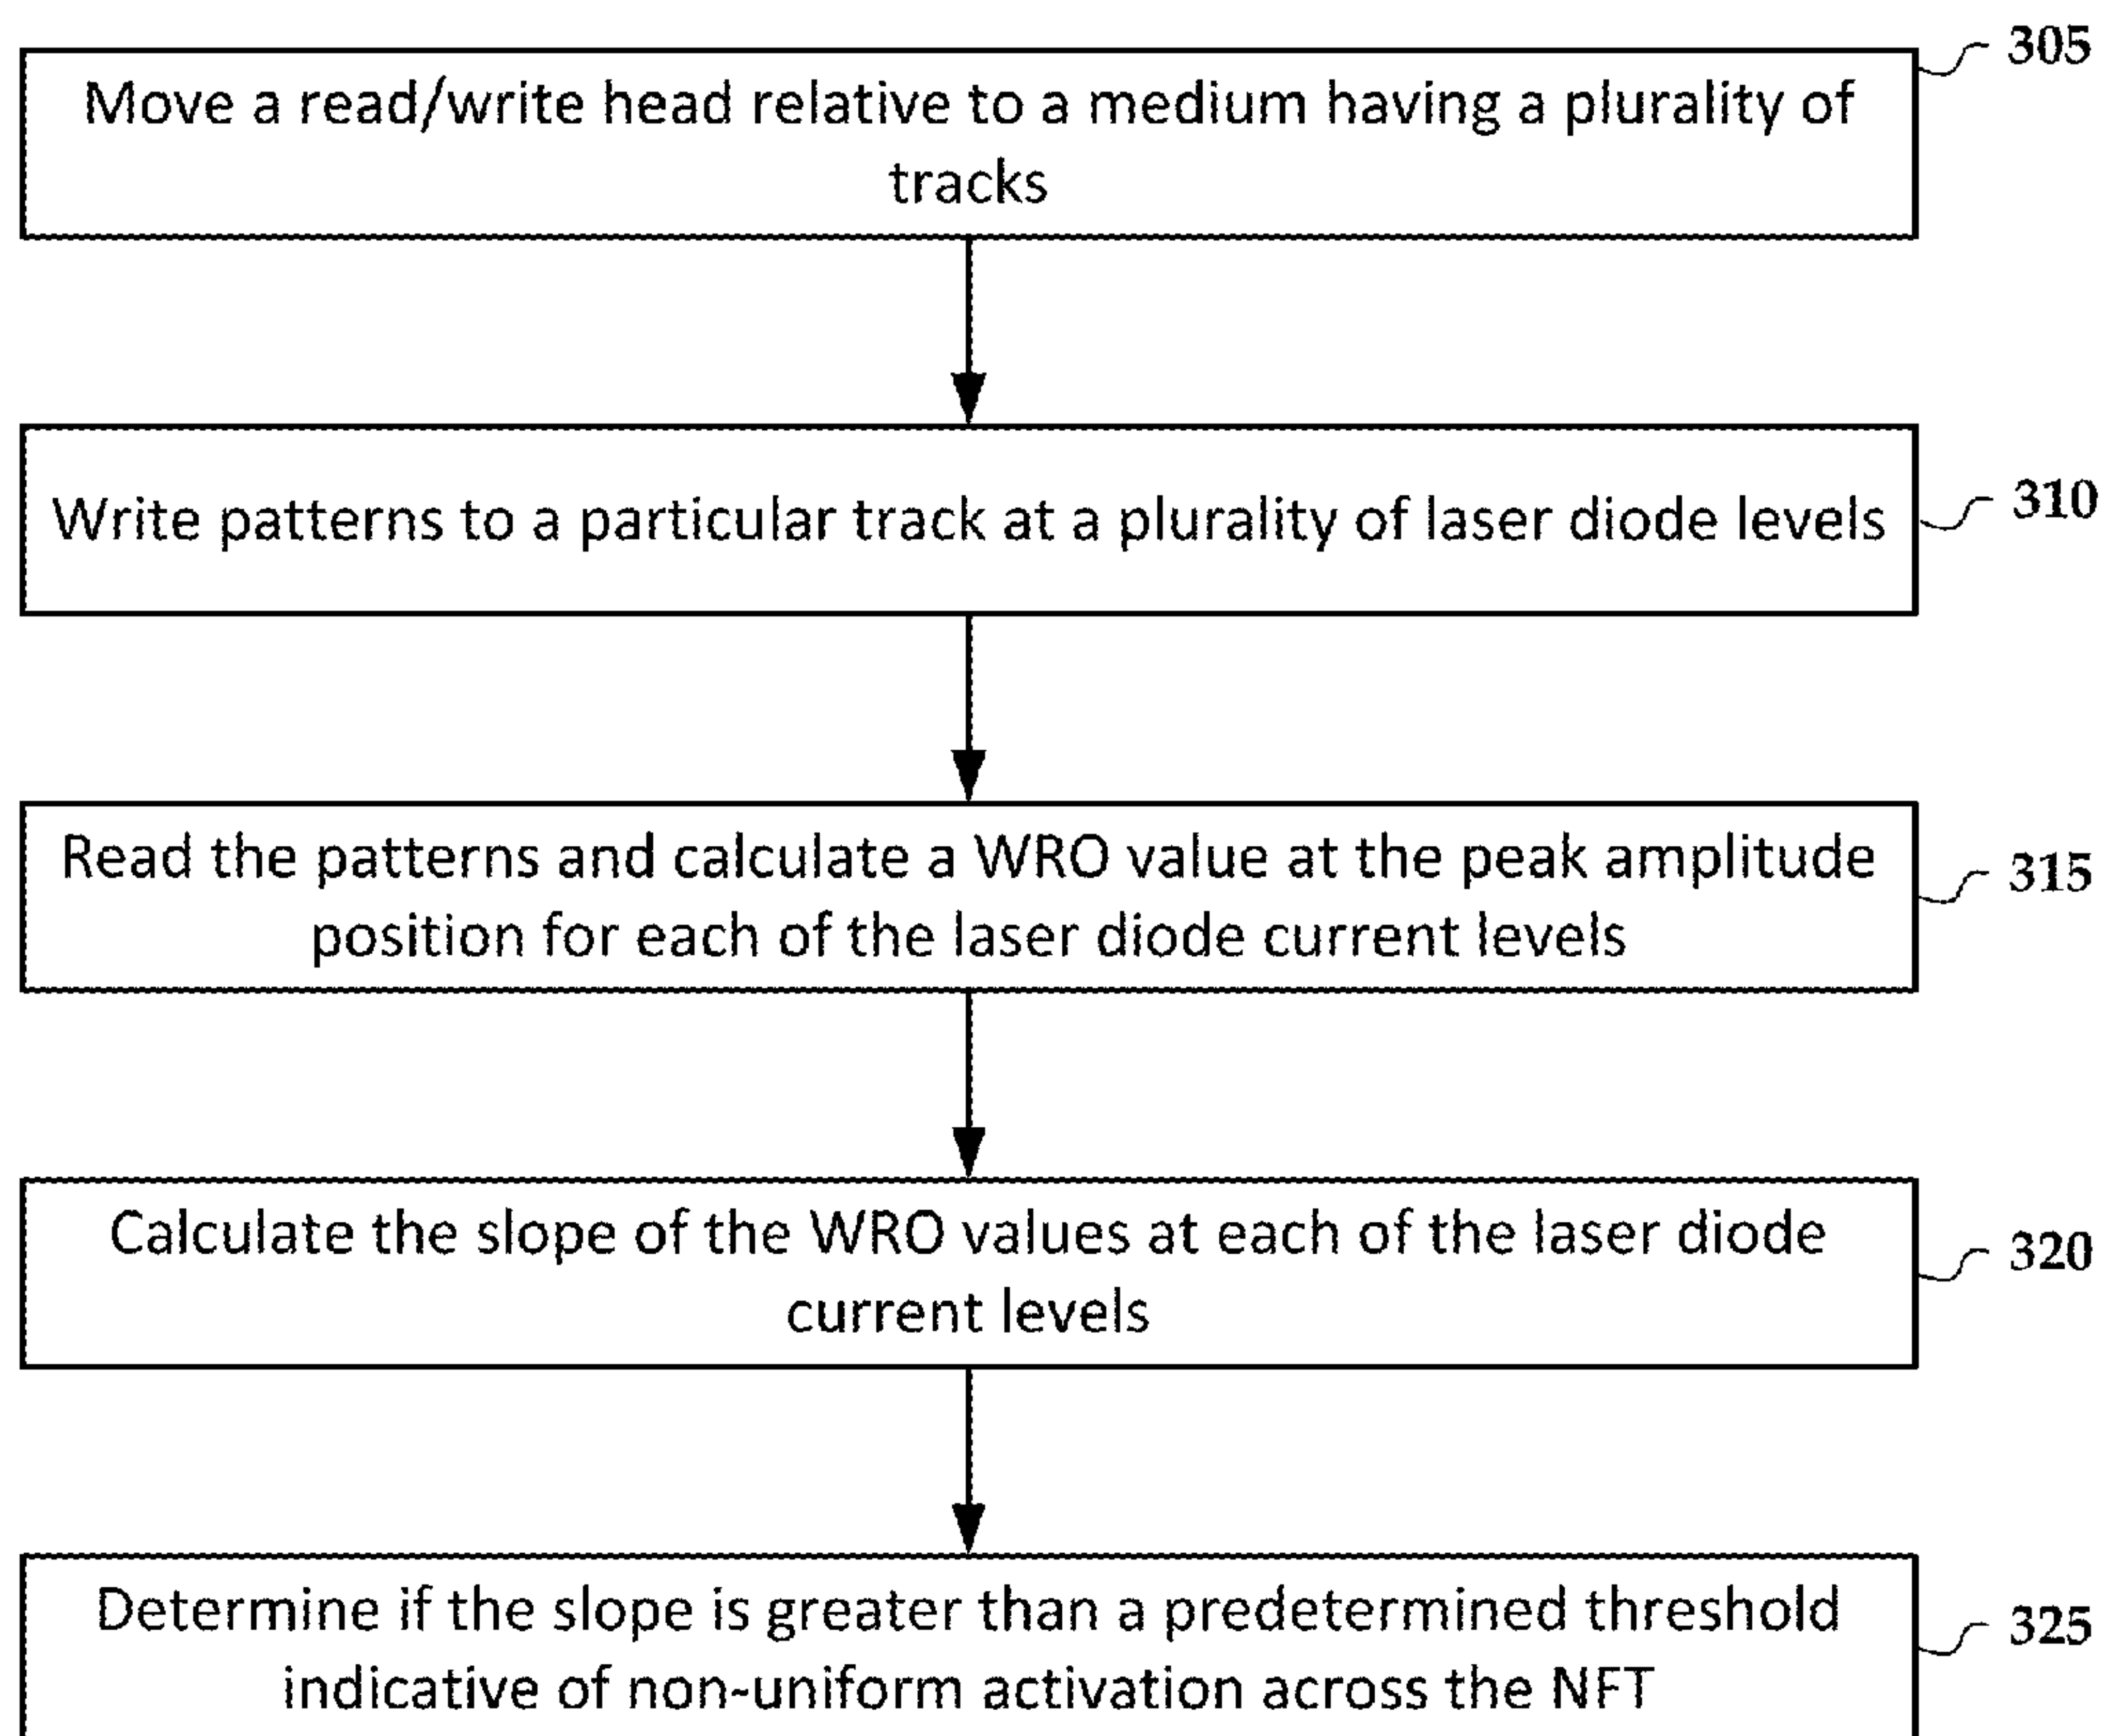 305
Move a read/write head relative to a medium having a plurality of
tracks
Write patterns to a particular track at a plurality of laser diode levels
310
Read the patterns and calculate a WRO value at the peak amplitude
315
position for each of the laser diode current levels
Calculate the slope of the WRO values at each of the laser diode
320
current levels
Determine if the slope is greater than a predetermined threshold
325
indicative of non-uniform activation across the NFT